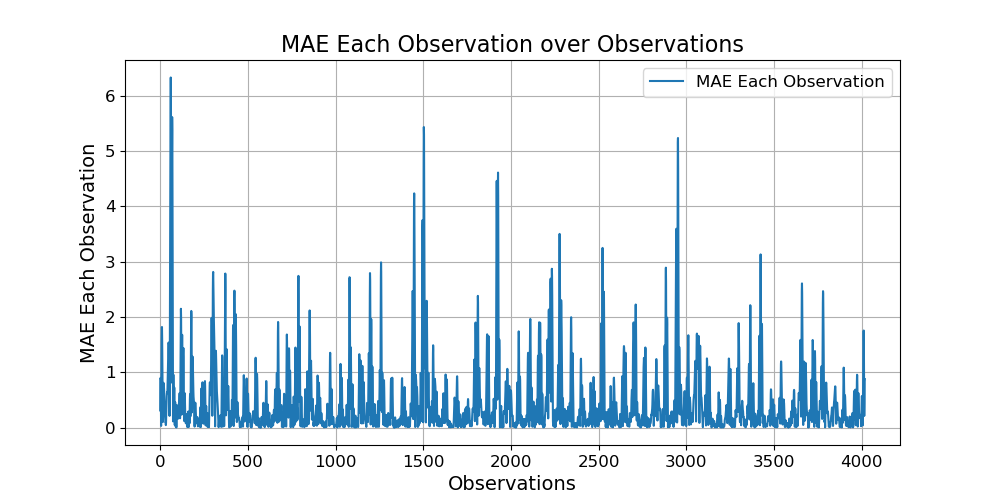 MAE Each Observation over Observations
MAE Each Observation
MAE Each Observation
6
5
4
3
2
1
0
0 500 1000 1500 2000 2500 3000 3500 4000
Observations